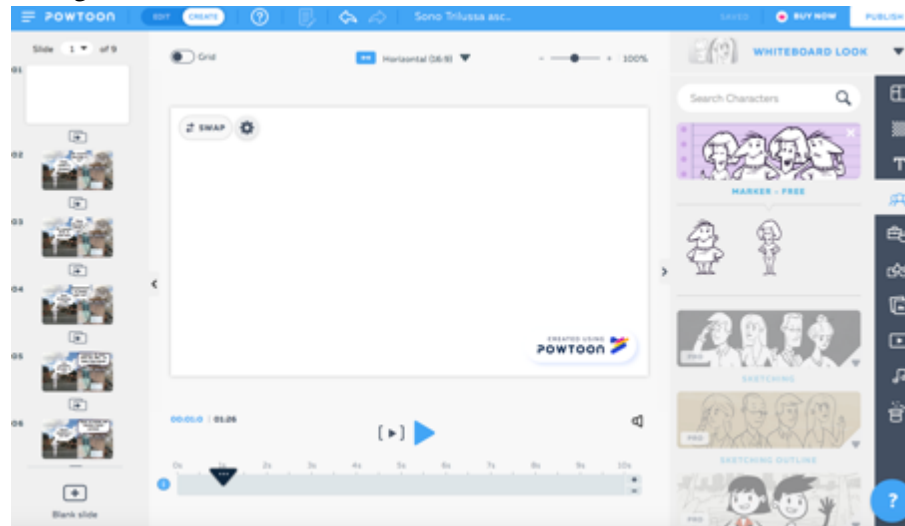 POWTOON EDIT CREATE Sono Trilussa asc.. SAVED BUY NOW PUBLISH
Slide 1 of 9
Grid
Horizontal (16:9)
- + 100%
WHITEBOARD LOOK
01
SWAP
Search Characters
02
MARKER - FREE
03
04
CREATED USING
POWTOON
PRO
05
SKETCHING
06
00:01.0 01:26
PRO
SKETCHING OUTLINE
0s 1s 2s 3s 4s 5s 6s 7s 8s 9s 10s
Blank slide
PRO
?